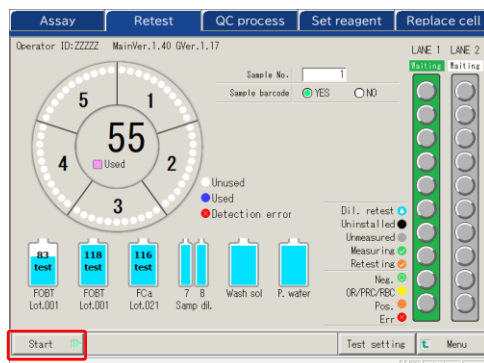 Assay Retest QC process Set reagent Replace cell
Operator ID:ZZZZZ MainVer.1.40 GVer.1.17
LANE 1 LANE 2
Waiting Waiting
Sample No. 1
Sample barcode YES NO
5 1
55
Used
4 2
3
Unused
Used
Detection error
Dil. retest
Uninstalled
Unmeasured
Measuring
Retesting
Neg.
OR/PRC/RBC
Pos.
Err
83 118 116
test test test
FOBT FOBT FCa 7 8 Wash sol P. water
Lot.001 Lot.001 Lot.021 Samp dil.
Start Test setting Menu